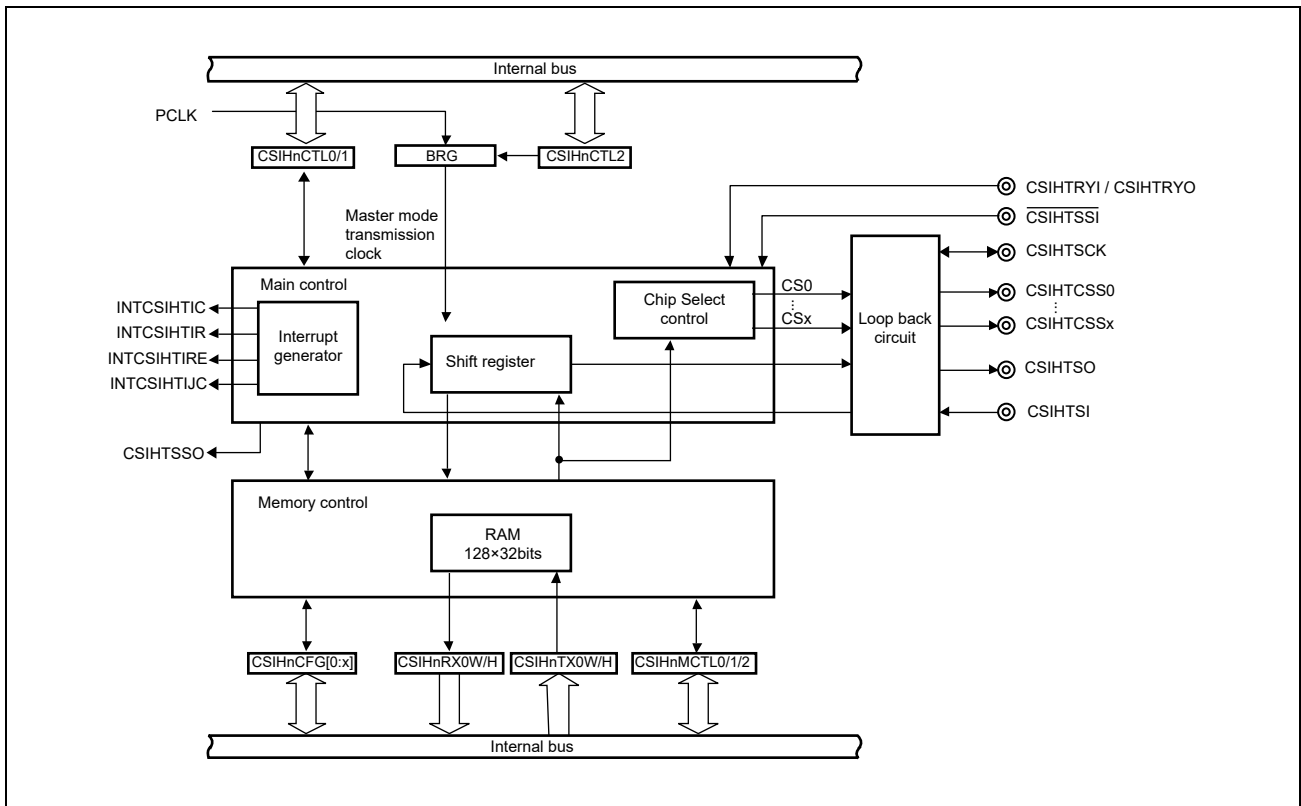 Internal bus
PCLK
CSIHnCTL0/1
BRG
CSIHnCTL2
CSIHTRYI / CSIHTRYO
CSIHTSSI
Master mode
transmission
clock
CSIHTSCK
Main control
CS0
Chip Select
control
CSx
CSIHTCSS0
CSIHTCSSx
Loop back
circuit
INTCSIHTIC
INTCSIHTIR
INTCSIHTIRE
INTCSIHTIJC
Interrupt
generator
Shift register
CSIHTSO
CSIHTSI
CSIHTSSO
Memory control
RAM
128×32bits
CSIHnCFG[0:x]
CSIHnRX0W/H
CSIHnTX0W/H
CSIHnMCTL0/1/2
Internal bus